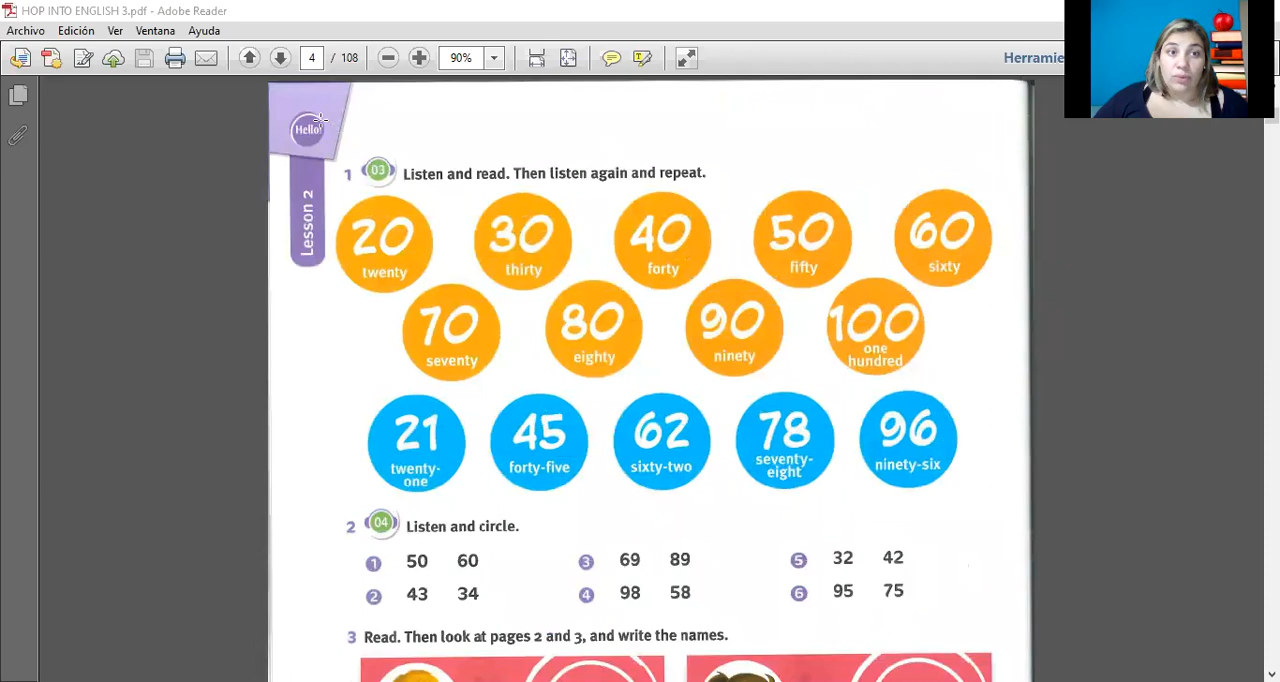 HOP INTO ENGLISH 3.pdf - Adobe Reader
Archivo Edición Ver Ventana Ayuda
4 / 108 90% Herramie
Hello!
Lesson 2
1 03 Listen and read. Then listen again and repeat.
20 30 40 50 60
twenty thirty forty fifty sixty
70 80 90 100
seventy eighty ninety one
hundred
21 45 62 78 96
twenty- forty-five sixty-two seventy- ninety-six
one eight
2 04 Listen and circle.
1 50 60 3 69 89 5 32 42
2 43 34 4 98 58 6 95 75
3 Read. Then look at pages 2 and 3, and write the names.